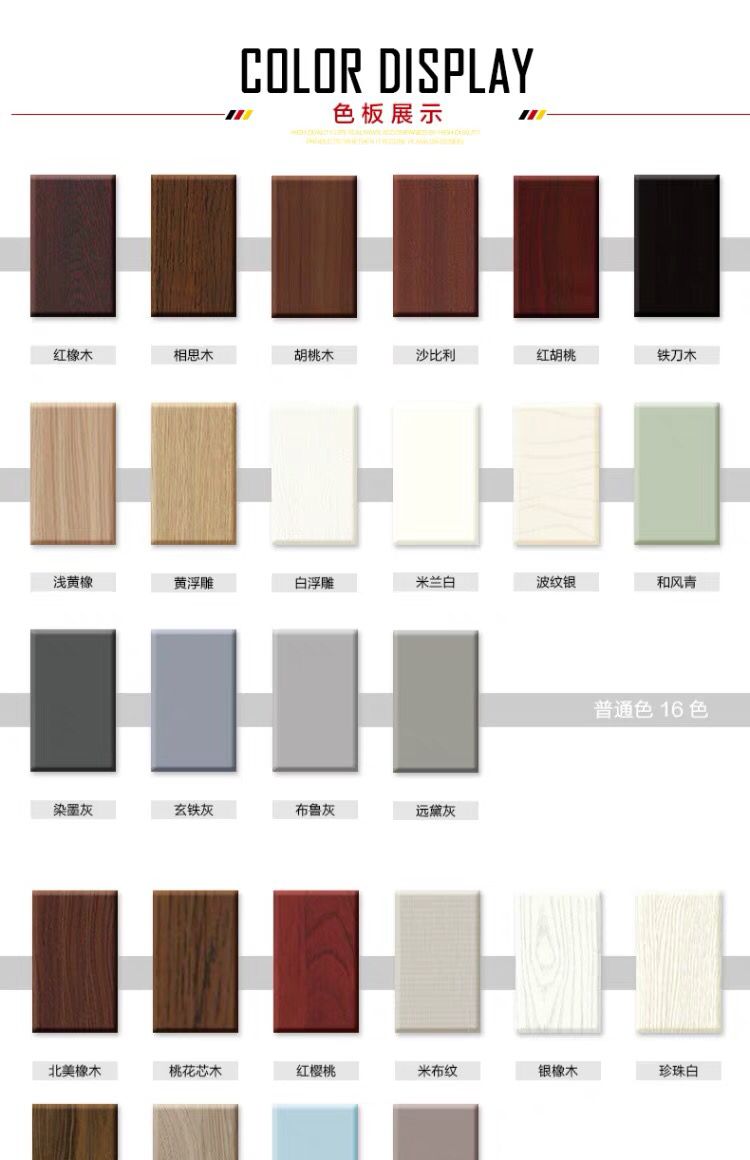 COLOR DISPLAY
色板展示
红橡木
相思木
胡桃木
沙比利
红胡桃
铁刀木
浅黄橡
黄浮雕
白浮雕
米兰白
波纹银
和风青
普通色 16 色
染墨灰
玄铁灰
布鲁灰
远黛灰
北美橡木
桃花芯木
红樱桃
米布纹
银橡木
珍珠白